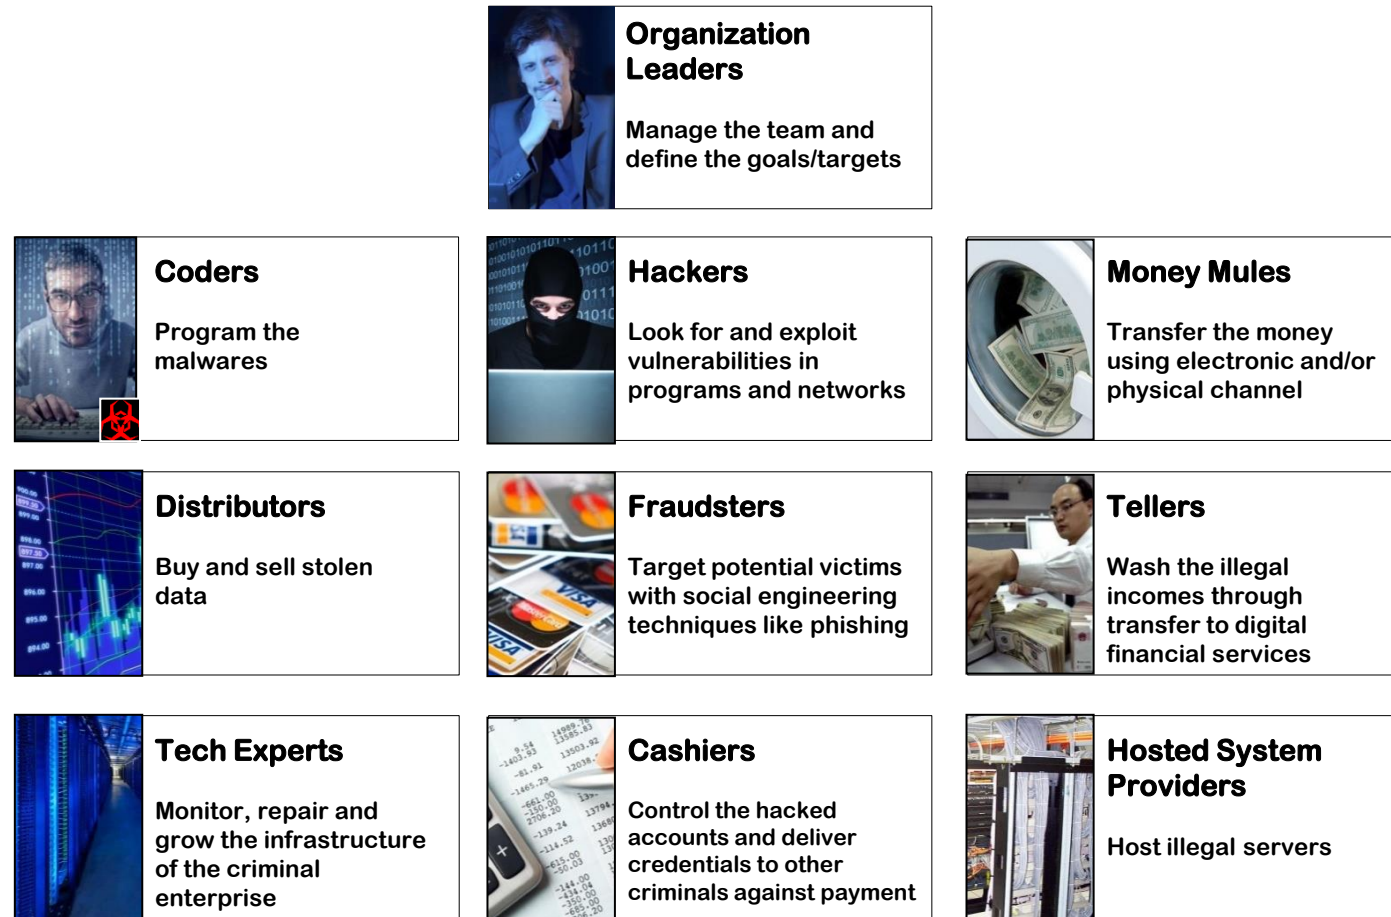 Organization
Leaders
Manage the team and
define the goals/targets
Coders
Program the
malwares
Hackers
Look for and exploit
vulnerabilities in
programs and networks
Money Mules
Transfer the money
using electronic and/or
physical channel
Distributors
Buy and sell stolen
data
Fraudsters
Target potential victims
with social engineering
techniques like phishing
Tellers
Wash the illegal
incomes through
transfer to digital
financial services
Tech Experts
Monitor, repair and
grow the infrastructure
of the criminal
enterprise
Cashiers
Control the hacked
accounts and deliver
credentials to other
criminals against payment
Hosted System
Providers
Host illegal servers